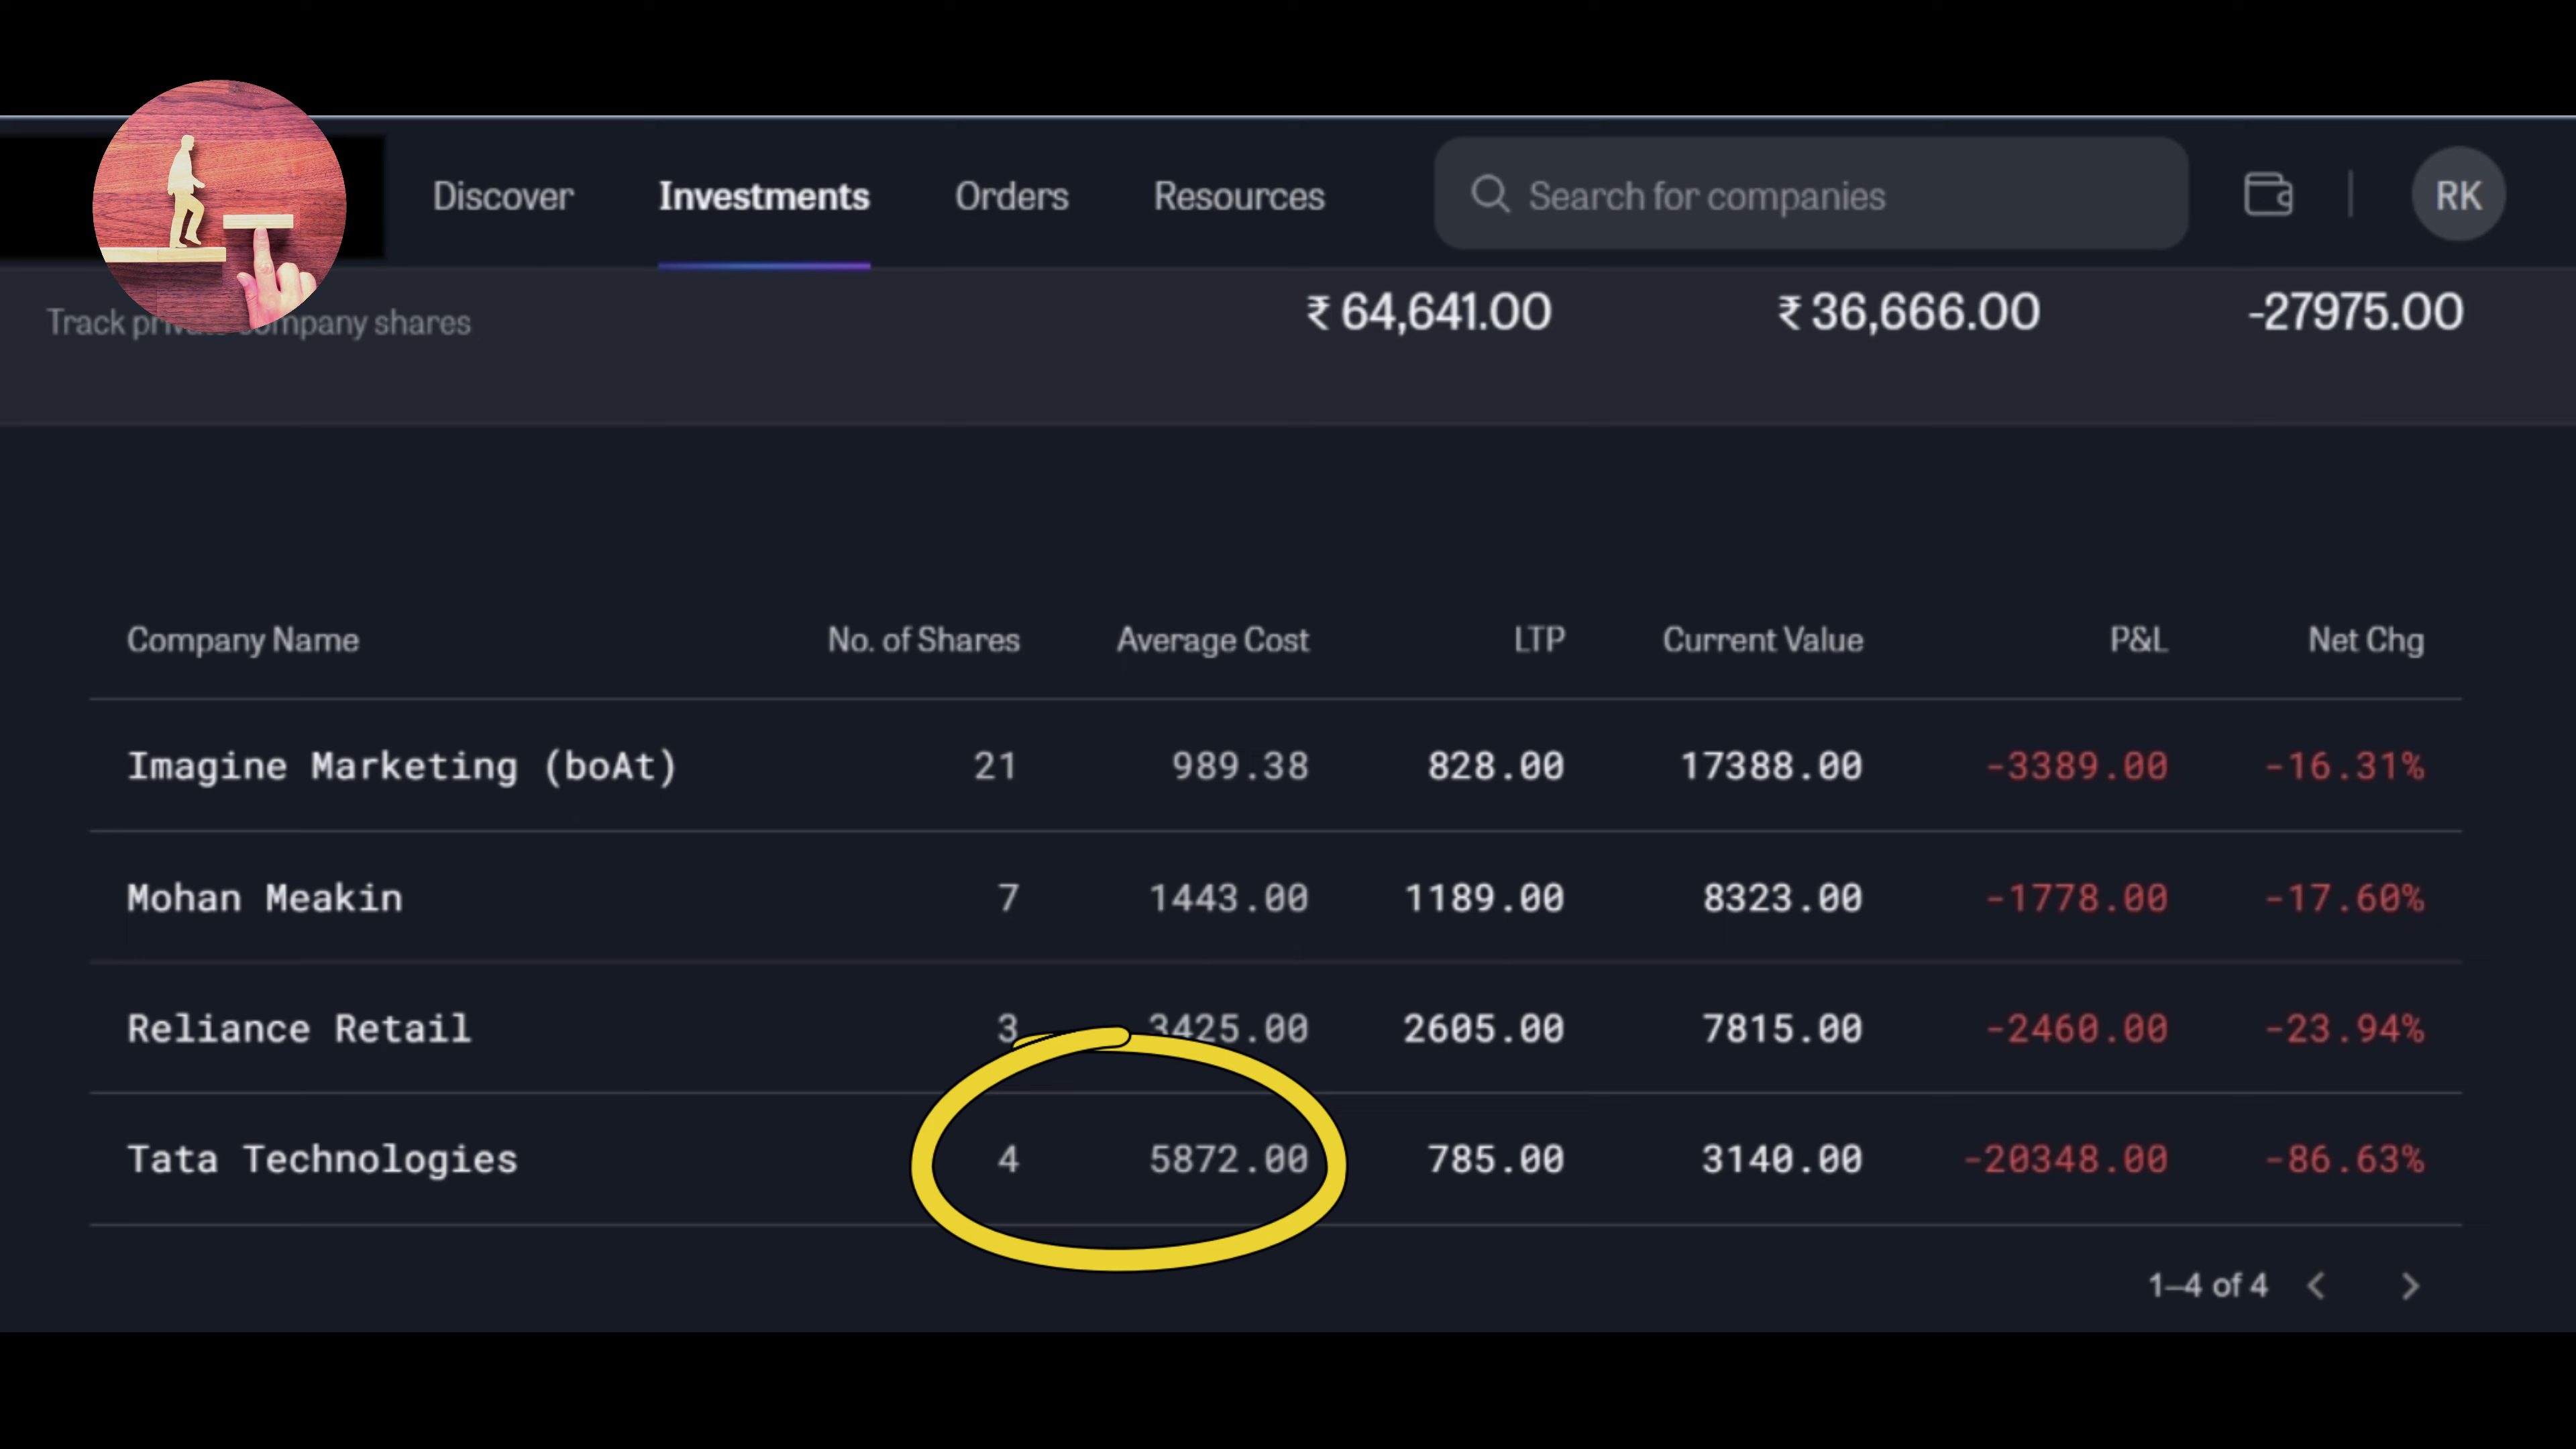 Discover Investments Orders Resources Search for companies RK
Track private company shares ₹ 64,641.00 ₹ 36,666.00 -27975.00
Company Name No. of Shares Average Cost LTP Current Value P&L Net Chg
Imagine Marketing (boAt) 21 989.38 828.00 17388.00 -3389.00 -16.31%
Mohan Meakin 7 1443.00 1189.00 8323.00 -1778.00 -17.60%
Reliance Retail 3 3425.00 2605.00 7815.00 -2460.00 -23.94%
Tata Technologies 4 5872.00 785.00 3140.00 -20348.00 -86.63%
1–4 of 4